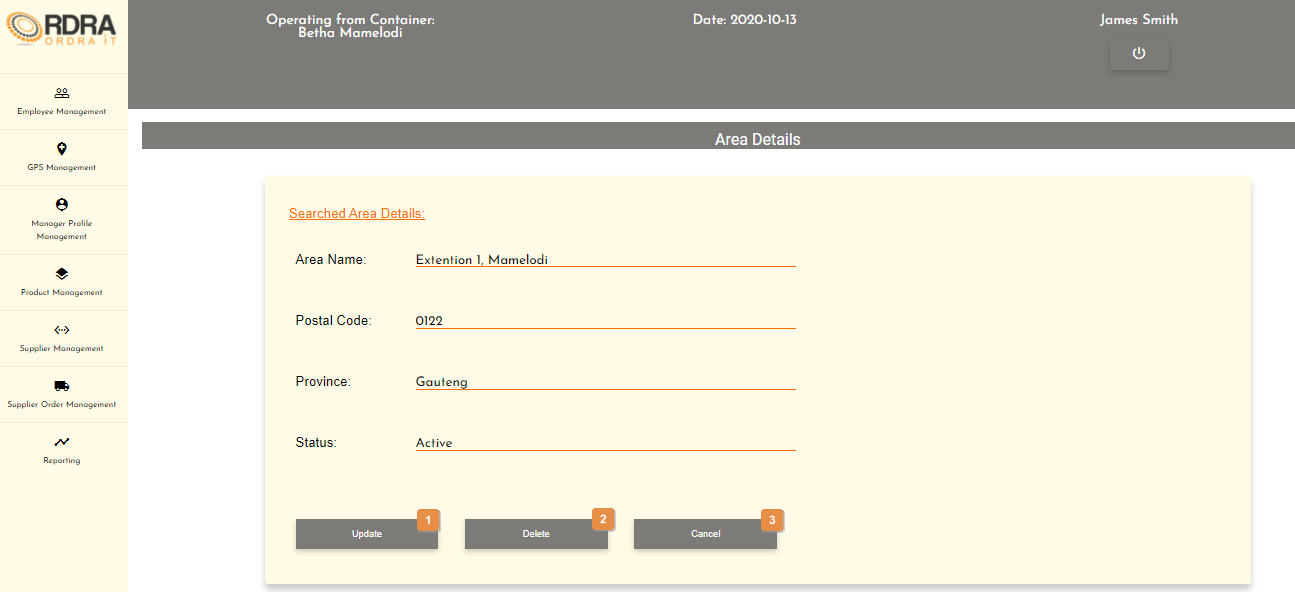 RDRA
ORDRA IT
Operating from Container:
Betha Mamelodi
Date: 2020-10-13
James Smith
Employee Management
GPS Management
Manager Profile
Management
Product Management
Supplier Management
Supplier Order Management
Reporting
Area Details
Searched Area Details:
Area Name: Extention 1, Mamelodi
Postal Code: 0122
Province: Gauteng
Status: Active
Update 1 Delete 2 Cancel 3